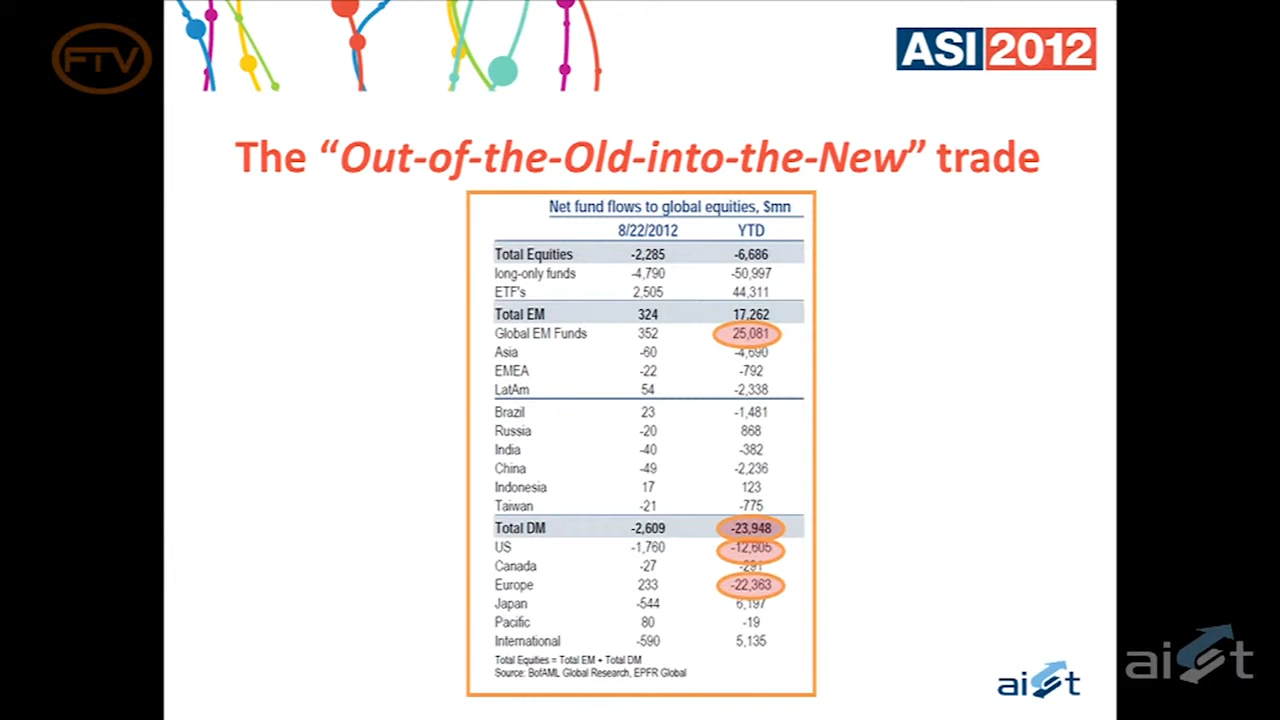 FTV
ASI 2012
The “Out-of-the-Old-into-the-New” trade
Net fund flows to global equities, $mn
8/22/2012 YTD
Total Equities -2,285 -6,686
long-only funds -4,790 -50,997
ETF's 2,505 44,311
Total EM 324 17,262
Global EM Funds 352 25,081
Asia -60 -4,690
EMEA -22 -792
LatAm 54 -2,338
Brazil 23 -1,481
Russia -20 868
India -40 -382
China -49 -2,236
Indonesia 17 123
Taiwan -21 -775
Total DM -2,609 -23,948
US -1,760 -12,605
Canada -27 -291
Europe 233 -22,363
Japan -544 6,197
Pacific 80 -19
International -590 5,135
Total Equities = Total EM + Total DM
Source: BofAML Global Research, EPFR Global
aist
aist